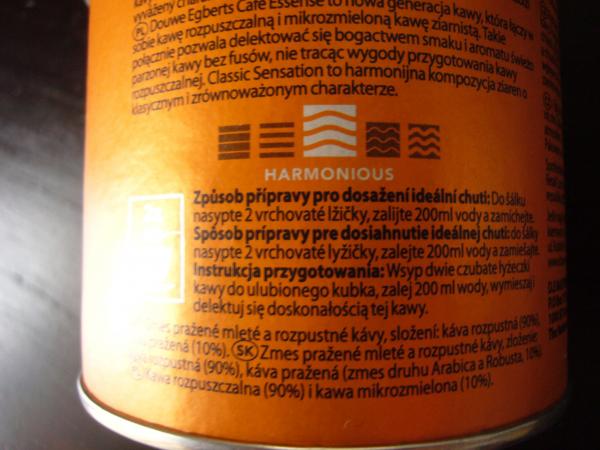 vyvážený
PL Douwe Egberts Café Essense to nowa generacja kawy, która łączy w
sobie kawę rozpuszczalną i mikrozmieloną kawę ziarnistą. Takie
połączenie pozwala delektować się bogactwem smaku i aromatu świeżo
parzonej kawy bez fusów, nie tracąc wygody przygotowania kawy
rozpuszczalnej. Classic Sensation to harmonijna kompozycja ziaren o
klasycznym i zrównoważonym charakterze.
HARMONIOUS
Způsob přípravy pro dosažení ideální chuti: Do šálku
nasypte 2 vrchovaté lžičky, zalijte 200ml vody a zamíchejte.
Spôsob prípravy pre dosiahnutie ideálnej chuti: do šálky
nasypte 2 vrchovaté lyžičky, zalejte 200ml vody a zamiešajte.
Instrukcja przygotowania: Wsyp dwie czubate łyżeczki
kawy do ulubionego kubka, zalej 200 ml wody, wymieszaj i
delektuj się doskonałością tej kawy.
pražené mleté a rozpustné kávy, složení: káva rozpustná (90%),
pražená (10%). SK Zmes pražené mleté a rozpustné kávy, zloženie:
rozpustná (90%), káva pražená (zmes druhu Arabica a Robusta, 10%).
Kawa rozpuszczalna (90%) i kawa mikrozmielona (10%).